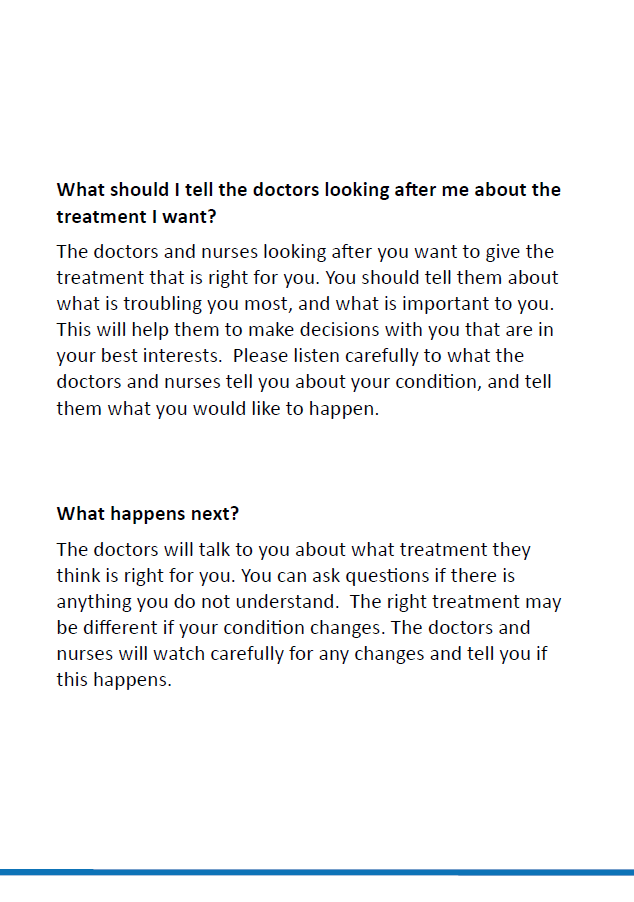 What should I tell the doctors looking after me about the
treatment I want?
The doctors and nurses looking after you want to give the
treatment that is right for you. You should tell them about
what is troubling you most, and what is important to you.
This will help them to make decisions with you that are in
your best interests.  Please listen carefully to what the
doctors and nurses tell you about your condition, and tell
them what you would like to happen.
What happens next?
The doctors will talk to you about what treatment they
think is right for you. You can ask questions if there is
anything you do not understand.  The right treatment may
be different if your condition changes. The doctors and
nurses will watch carefully for any changes and tell you if
this happens.